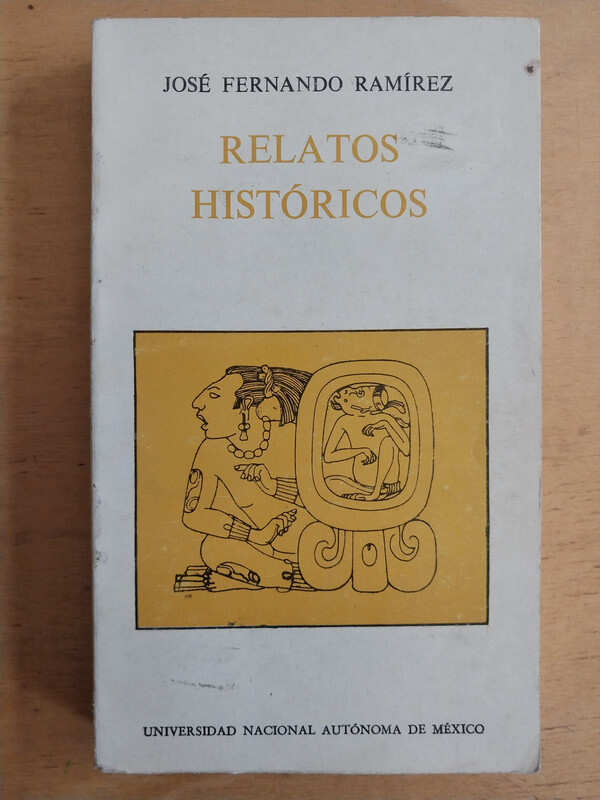 JOSÉ FERNANDO RAMÍREZ
RELATOS
HISTÓRICOS
UNIVERSIDAD NACIONAL AUTÓNOMA DE MÉXICO